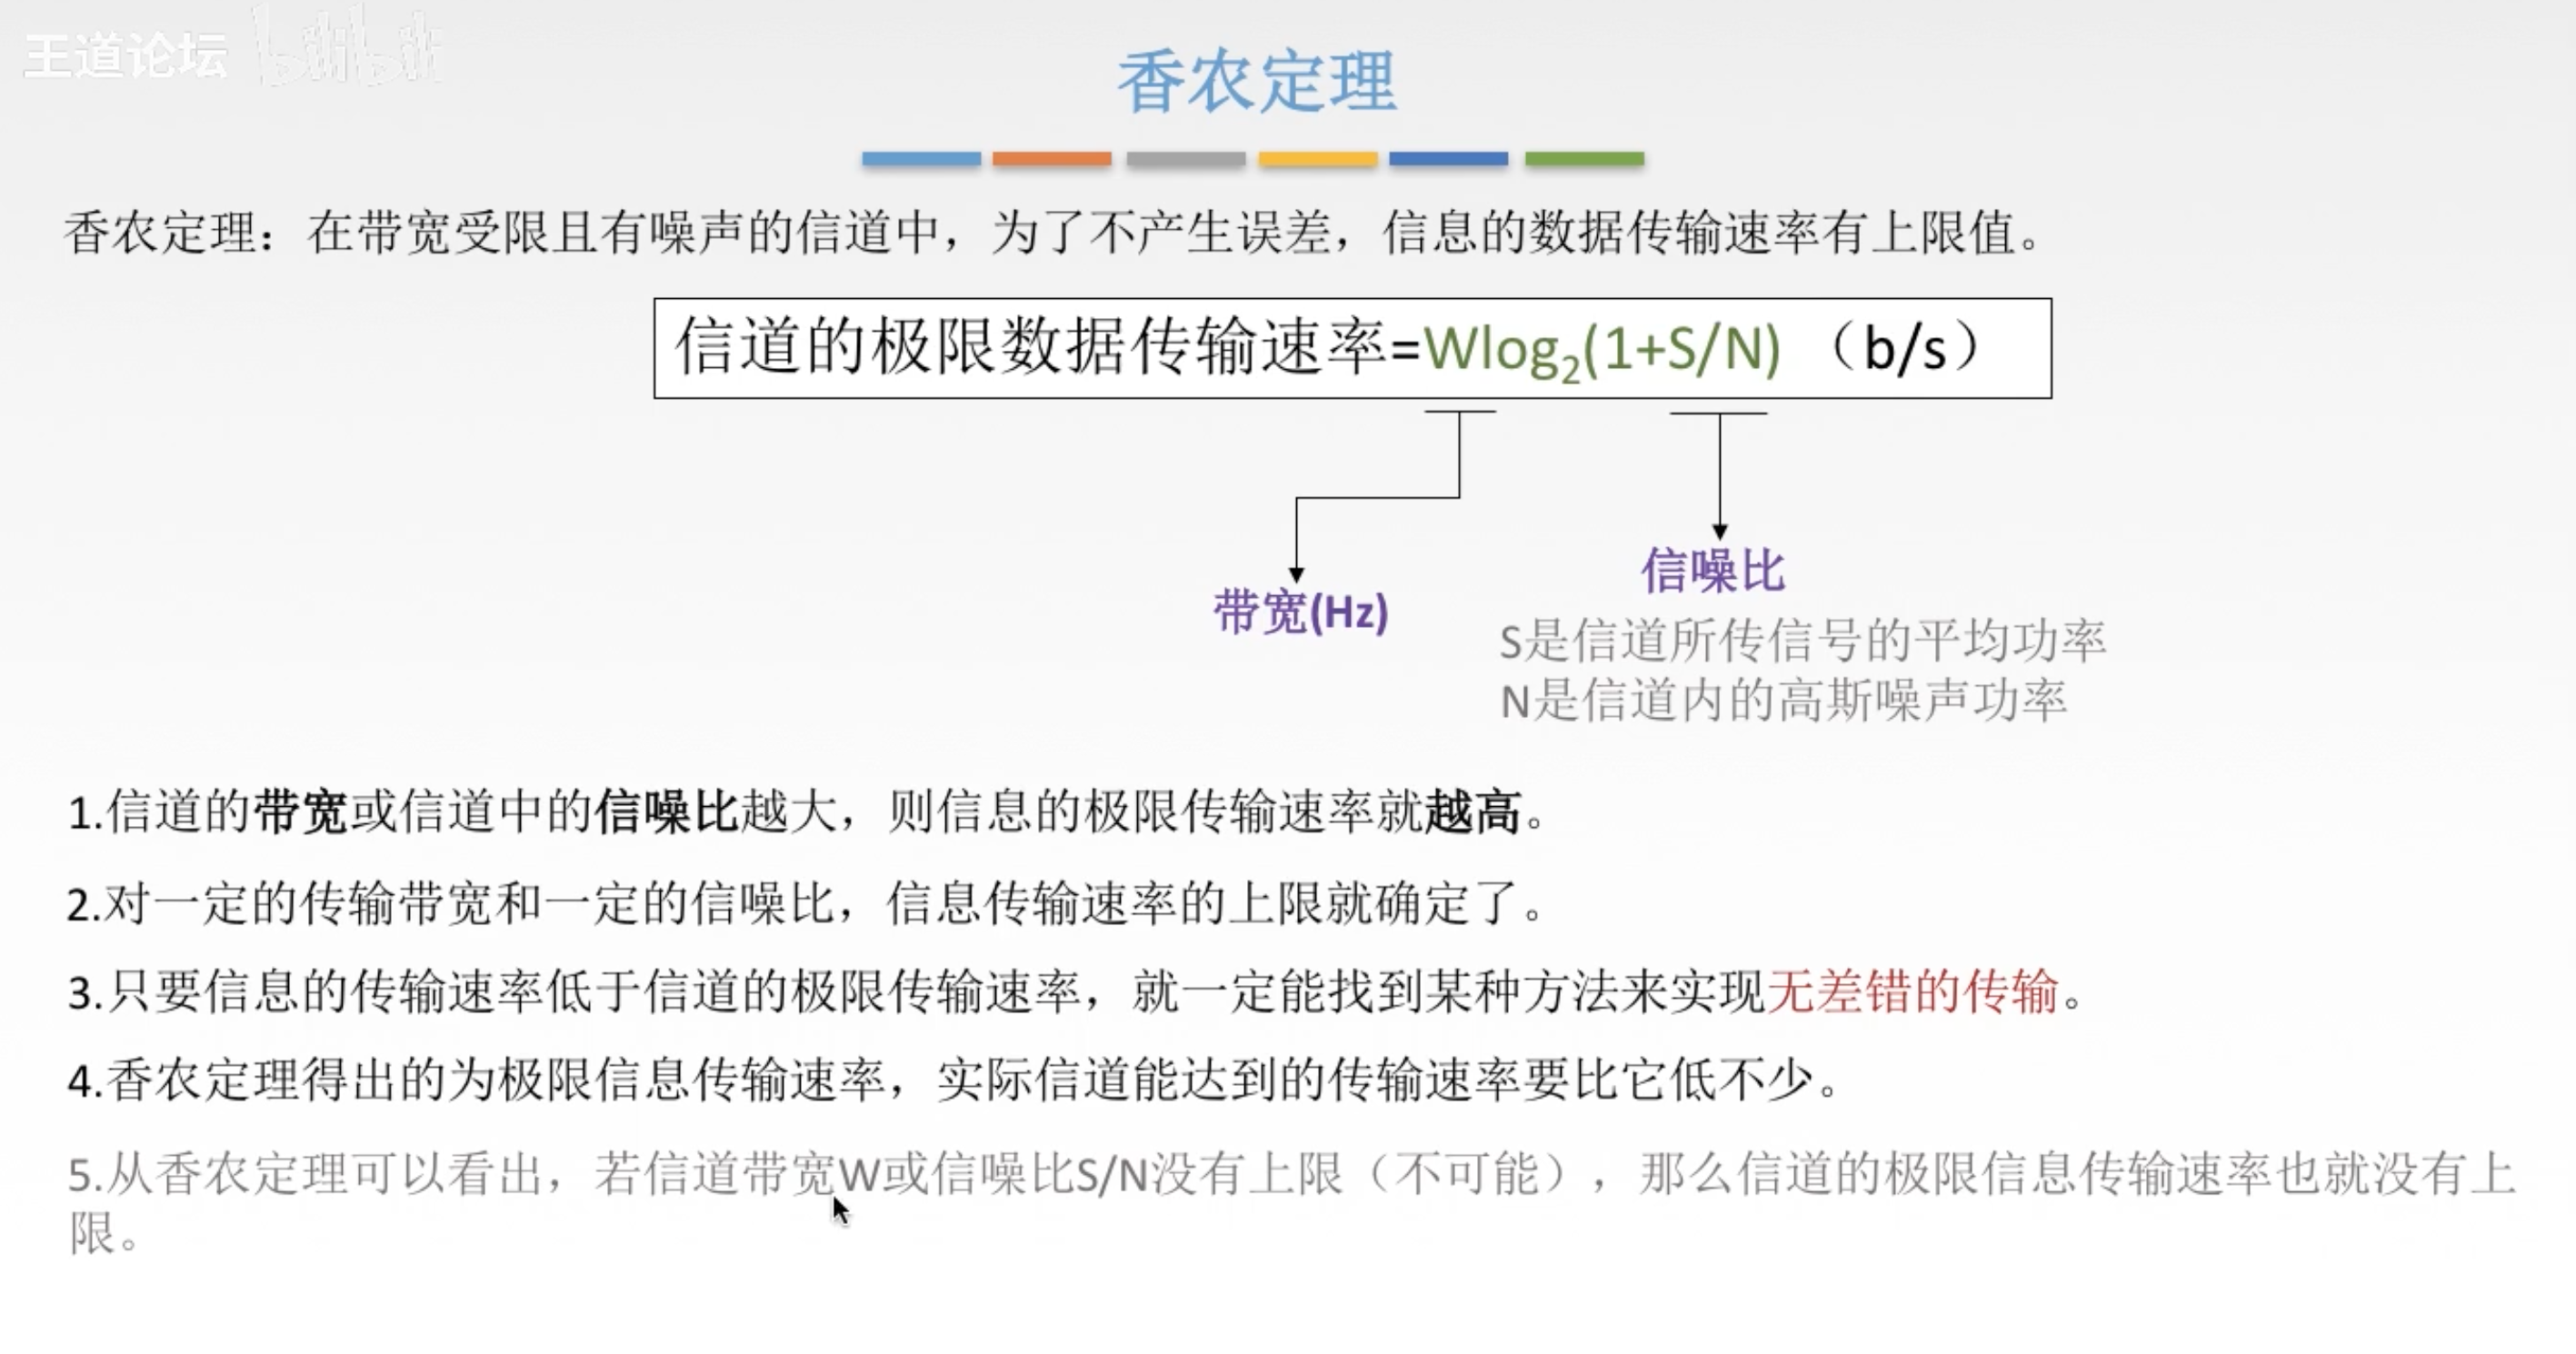 王道论坛 bilibili
香农定理
香农定理：在带宽受限且有噪声的信道中，为了不产生误差，信息的数据传输速率有上限值。
信道的极限数据传输速率=Wlog₂(1+S/N) （b/s）
信噪比
带宽(Hz)
S是信道所传信号的平均功率
N是信道内的高斯噪声功率
1.信道的带宽或信道中的信噪比越大，则信息的极限传输速率就越高。
2.对一定的传输带宽和一定的信噪比，信息传输速率的上限就确定了。
3.只要信息的传输速率低于信道的极限传输速率，就一定能找到某种方法来实现无差错的传输。
4.香农定理得出的为极限信息传输速率，实际信道能达到的传输速率要比它低不少。
5.从香农定理可以看出，若信道带宽W或信噪比S/N没有上限（不可能），那么信道的极限信息传输速率也就没有上
限。